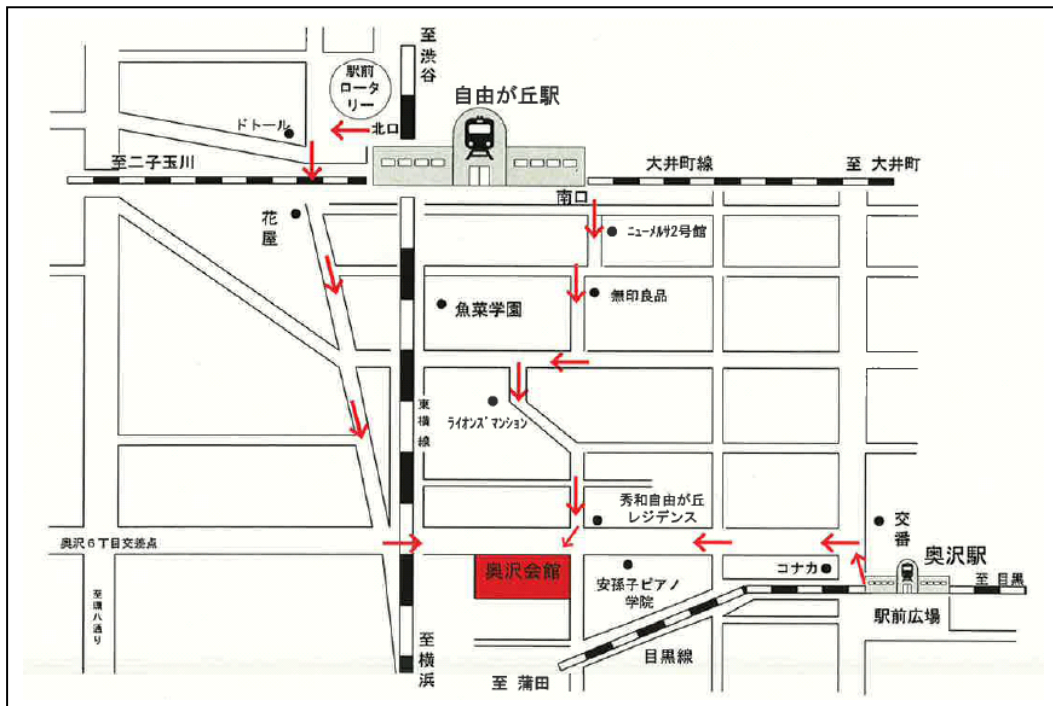 至
渋
谷
駅前
ロータ
リー
自由が丘駅
ドトール
北口
至二子玉川
大井町線
至 大井町
南口
花
屋
ニューメルサ2号館
無印良品
魚菜学園
東
横
線
ライオンズマンション
秀和自由が丘
レジデンス
交
番
奥沢6丁目交差点
奥沢駅
コナカ
至 目黒
奥沢会館
安孫子ピアノ
学院
駅前広場
至
環
八
通
り
至
横
浜
目黒線
至 蒲田